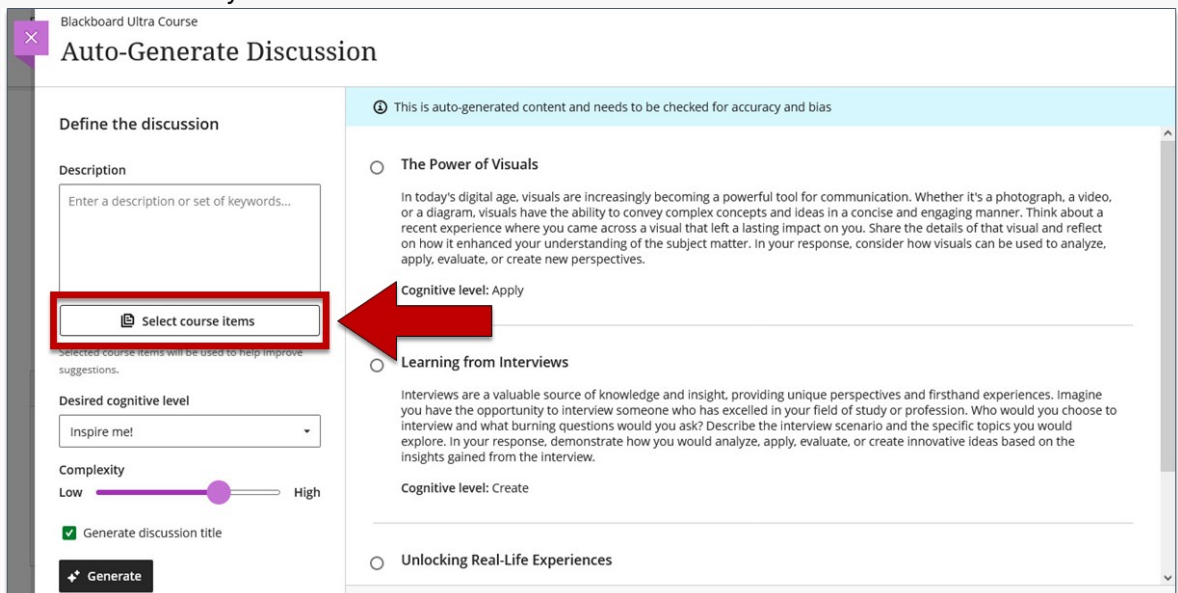 Blackboard Ultra Course
Auto-Generate Discussion
Define the discussion
Description
Enter a description or set of keywords...
Select course items
Selected course items will be used to help improve
suggestions.
Desired cognitive level
Inspire me!
Complexity
Low
High
Generate discussion title
Generate
This is auto-generated content and needs to be checked for accuracy and bias
The Power of Visuals
In today's digital age, visuals are increasingly becoming a powerful tool for communication. Whether it's a photograph, a video,
or a diagram, visuals have the ability to convey complex concepts and ideas in a concise and engaging manner. Think about a
recent experience where you came across a visual that left a lasting impact on you. Share the details of that visual and reflect
on how it enhanced your understanding of the subject matter. In your response, consider how visuals can be used to analyze,
apply, evaluate, or create new perspectives.
Cognitive level: Apply
Learning from Interviews
Interviews are a valuable source of knowledge and insight, providing unique perspectives and firsthand experiences. Imagine
you have the opportunity to interview someone who has excelled in your field of study or profession. Who would you choose to
interview and what burning questions would you ask? Describe the interview scenario and the specific topics you would
explore. In your response, demonstrate how you would analyze, apply, evaluate, or create innovative ideas based on the
insights gained from the interview.
Cognitive level: Create
Unlocking Real-Life Experiences